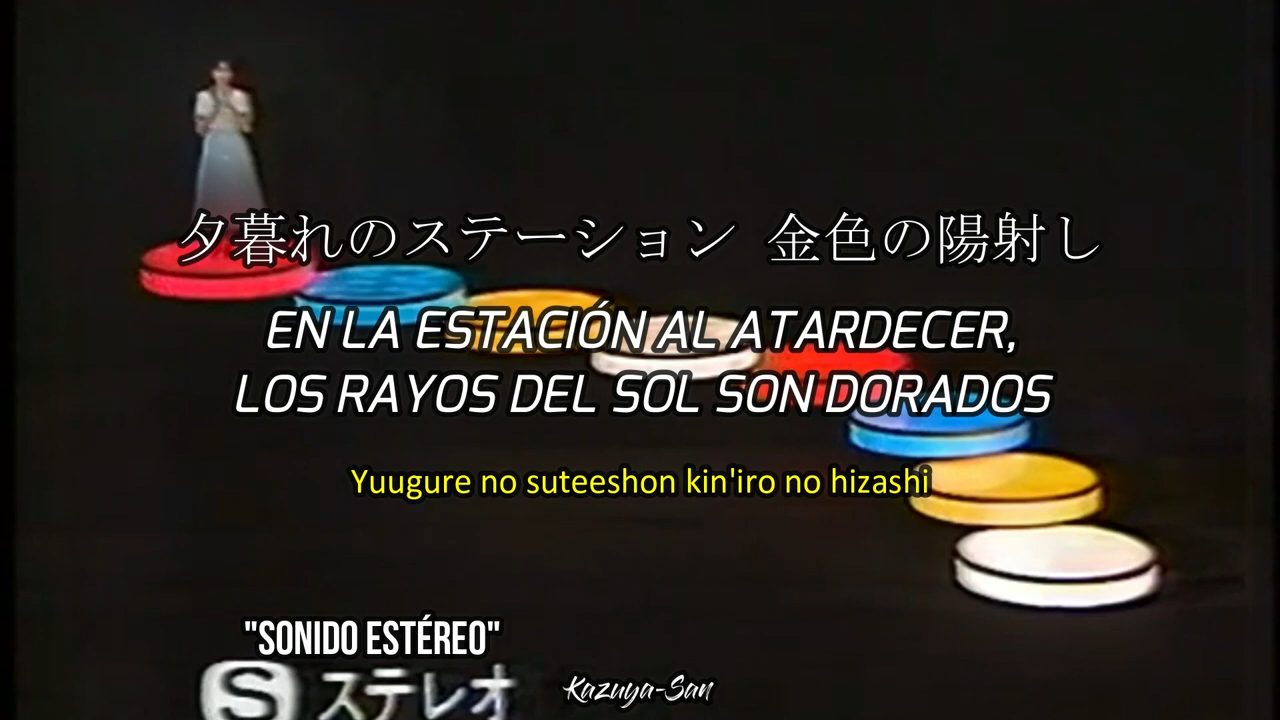 夕暮れのステーション 金色の陽射し
EN LA ESTACIÓN AL ATARDECER,
LOS RAYOS DEL SOL SON DORADOS
Yuugure no suteeshon kin'iro no hizashi
"SONIDO ESTÉREO"
S ステレオ
Kazuya-San